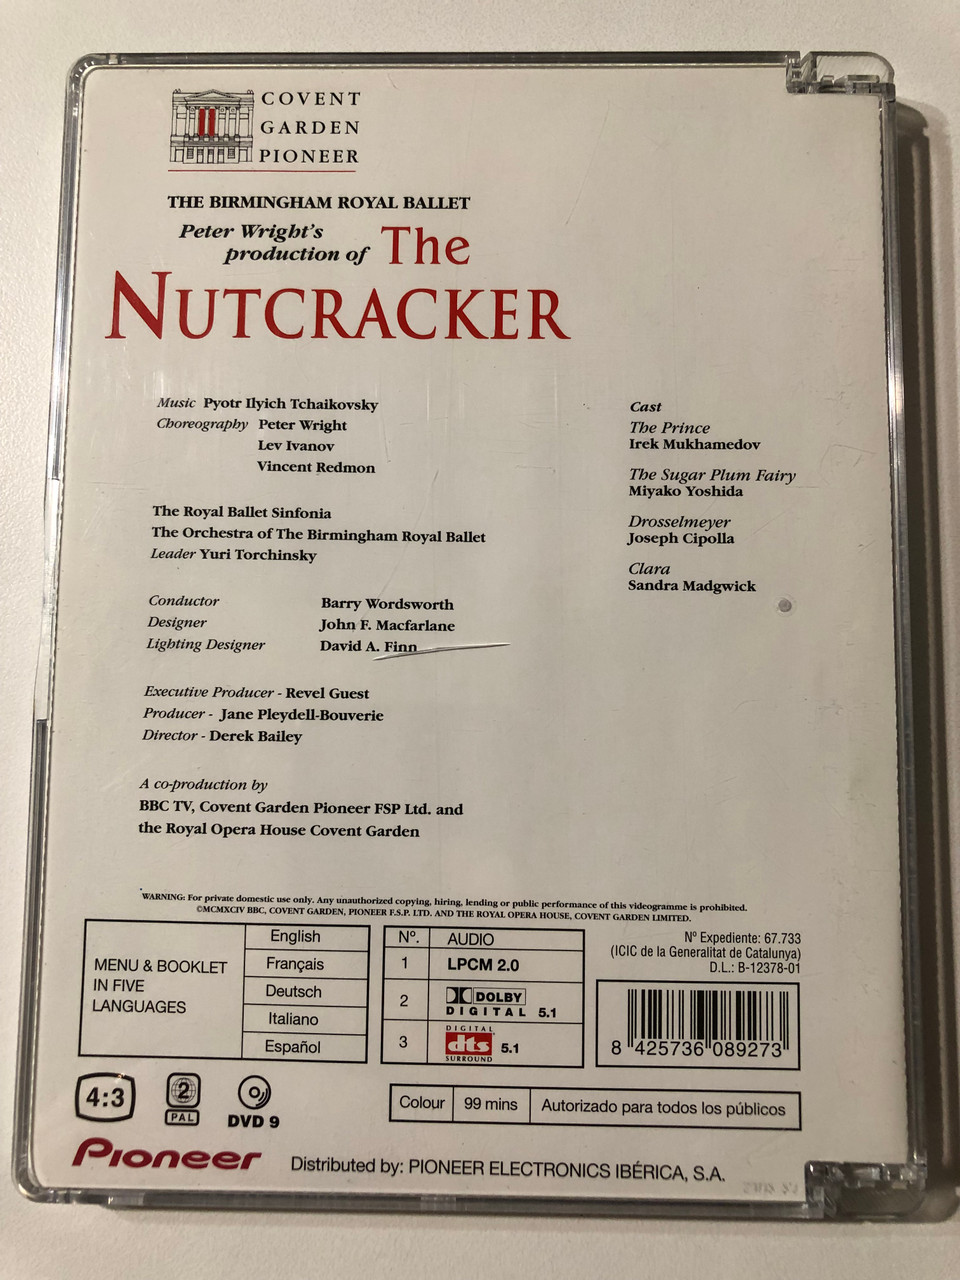 COVENT
GARDEN
PIONEER
THE BIRMINGHAM ROYAL BALLET
Peter Wright's
production of The
NUTCRACKER
Music Pyotr Ilyich Tchaikovsky
Choreography Peter Wright
Lev Ivanov
Vincent Redmon
The Royal Ballet Sinfonia
The Orchestra of The Birmingham Royal Ballet
Leader Yuri Torchinsky
Conductor Barry Wordsworth
Designer John F. Macfarlane
Lighting Designer David A. Finn
Executive Producer - Revel Guest
Producer - Jane Pleydell-Bouverie
Director - Derek Bailey
A co-production by
BBC TV, Covent Garden Pioneer FSP Ltd. and
the Royal Opera House Covent Garden
Cast
The Prince
Irek Mukhamedov
The Sugar Plum Fairy
Miyako Yoshida
Drosselmeyer
Joseph Cipolla
Clara
Sandra Madgwick
WARNING: For private domestic use only. Any unauthorized copying, hiring, lending or public performance of this videogramme is prohibited.
©MCMXCIV BBC, COVENT GARDEN, PIONEER F.S.P. LTD. AND THE ROYAL OPERA HOUSE, COVENT GARDEN LIMITED.
MENU & BOOKLET
IN FIVE
LANGUAGES
English
Français
Deutsch
Italiano
Español
Nº. AUDIO
1 LPCM 2.0
2 DOLBY
DIGITAL 5.1
3 DIGITAL
dts 5.1
SURROUND
Nº Expediente: 67.733
(ICIC de la Generalitat de Catalunya)
D.L.: B-12378-01
8 425736 089273
4:3
2
PAL
DVD 9
Colour 99 mins Autorizado para todos los públicos
Pioneer
Distributed by: PIONEER ELECTRONICS IBÉRICA, S.A.